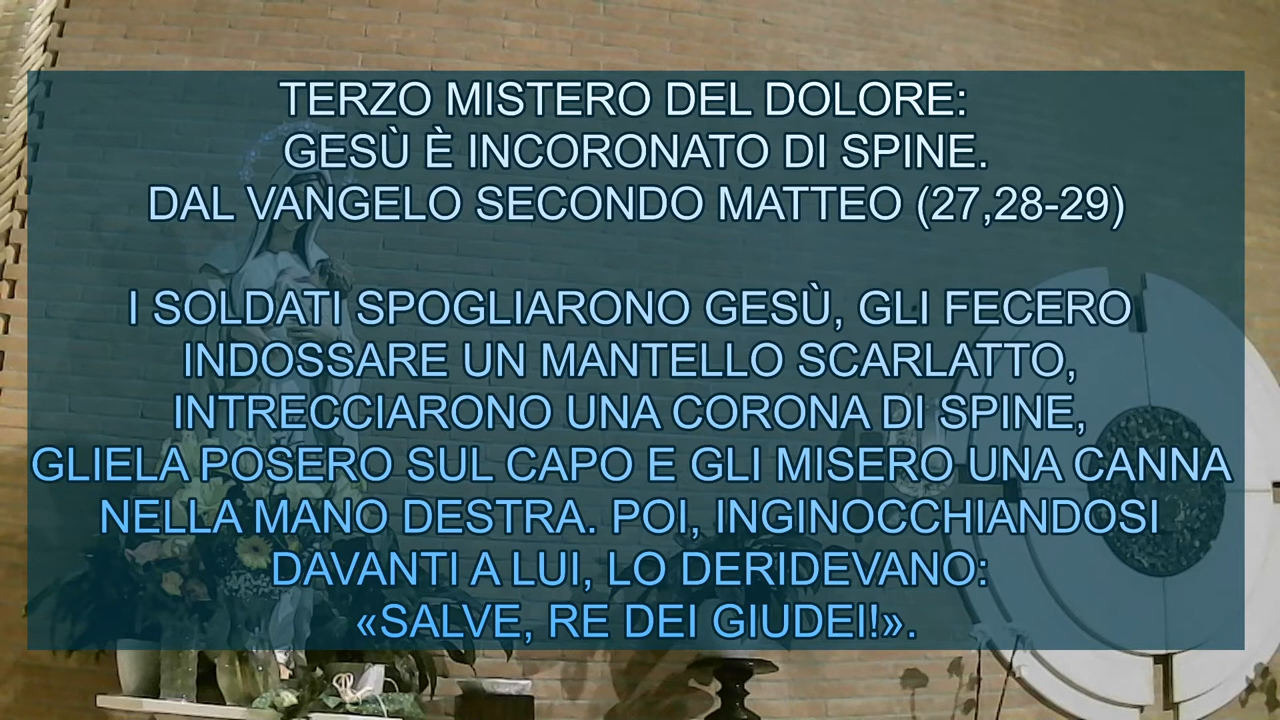 TERZO MISTERO DEL DOLORE:
GESÙ È INCORONATO DI SPINE.
DAL VANGELO SECONDO MATTEO (27,28-29)
I SOLDATI SPOGLIARONO GESÙ, GLI FECERO
INDOSSARE UN MANTELLO SCARLATTO,
INTRECCIARONO UNA CORONA DI SPINE,
GLIELA POSERO SUL CAPO E GLI MISERO UNA CANNA
NELLA MANO DESTRA. POI, INGINOCCHIANDOSI
DAVANTI A LUI, LO DERIDEVANO:
«SALVE, RE DEI GIUDEI!».